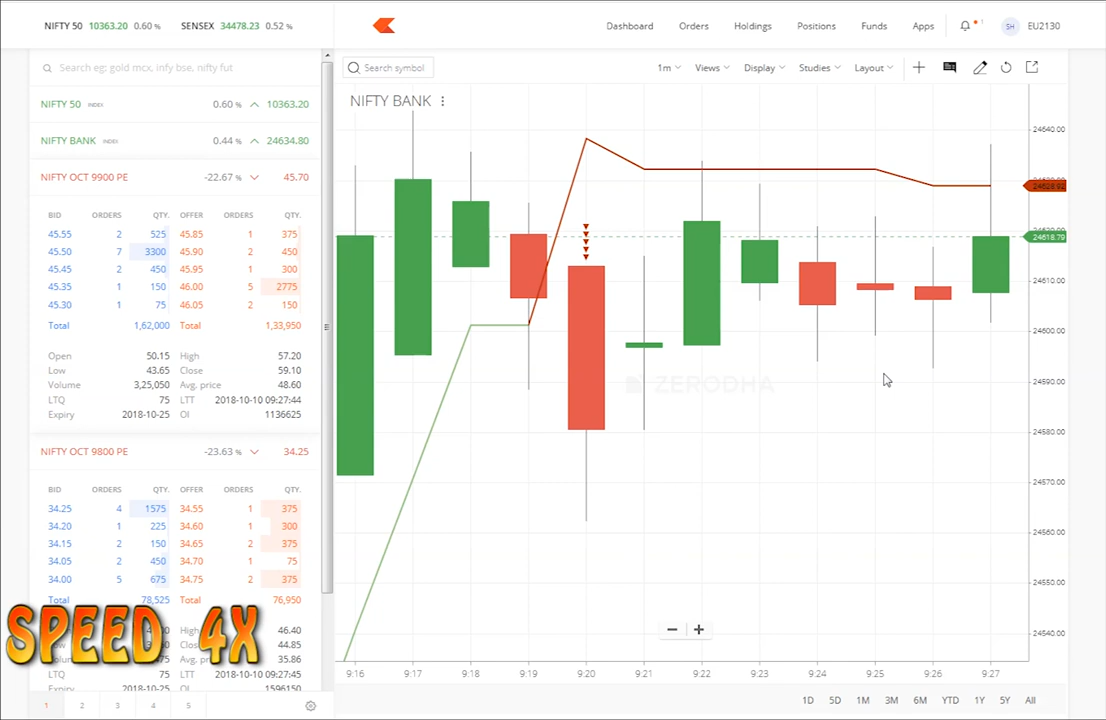 NIFTY 50 10363.20 0.60 % SENSEX 34478.23 0.52 %
Dashboard Orders Holdings Positions Funds Apps 1 SH EU2130
Search eg: gold mcx, infy bse, nifty fut
Search symbol 1m Views Display Studies Layout
NIFTY 50 INDEX 0.60 % 10363.20
NIFTY BANK INDEX 0.44 % 24634.80
NIFTY OCT 9900 PE -22.67 % 45.70
BID ORDERS QTY. OFFER ORDERS QTY.
45.55 2 525 45.85 1 375
45.50 7 3300 45.90 2 450
45.45 2 450 45.95 1 300
45.35 1 150 46.00 5 2775
45.30 1 75 46.05 2 150
Total 1,62,000 Total 1,33,950
Open 50.15 High 57.20
Low 43.65 Close 59.10
Volume 3,25,050 Avg. price 48.60
LTQ 75 LTT 2018-10-10 09:27:44
Expiry 2018-10-25 OI 1136625
NIFTY OCT 9800 PE -23.63 % 34.25
BID ORDERS QTY. OFFER ORDERS QTY.
34.25 4 1575 34.55 1 375
34.20 1 225 34.60 1 300
34.15 2 150 34.65 2 375
34.05 2 450 34.70 1 75
34.00 5 675 34.75 2 375
Total 78,525 Total 76,950
High 46.40
44.85
35.86
LTQ 75 LTT 2018-10-10 09:27:45
Expiry 2018-10-25 OI 1596150
SPEED 4X
1 2 3 4 5
NIFTY BANK
ZERODHA
24640.00
24628.92
24618.79
24610.00
24600.00
24590.00
24580.00
24570.00
24560.00
24550.00
24540.00
9:16 9:17 9:18 9:19 9:20 9:21 9:22 9:23 9:24 9:25 9:26 9:27
1D 5D 1M 3M 6M YTD 1Y 5Y All